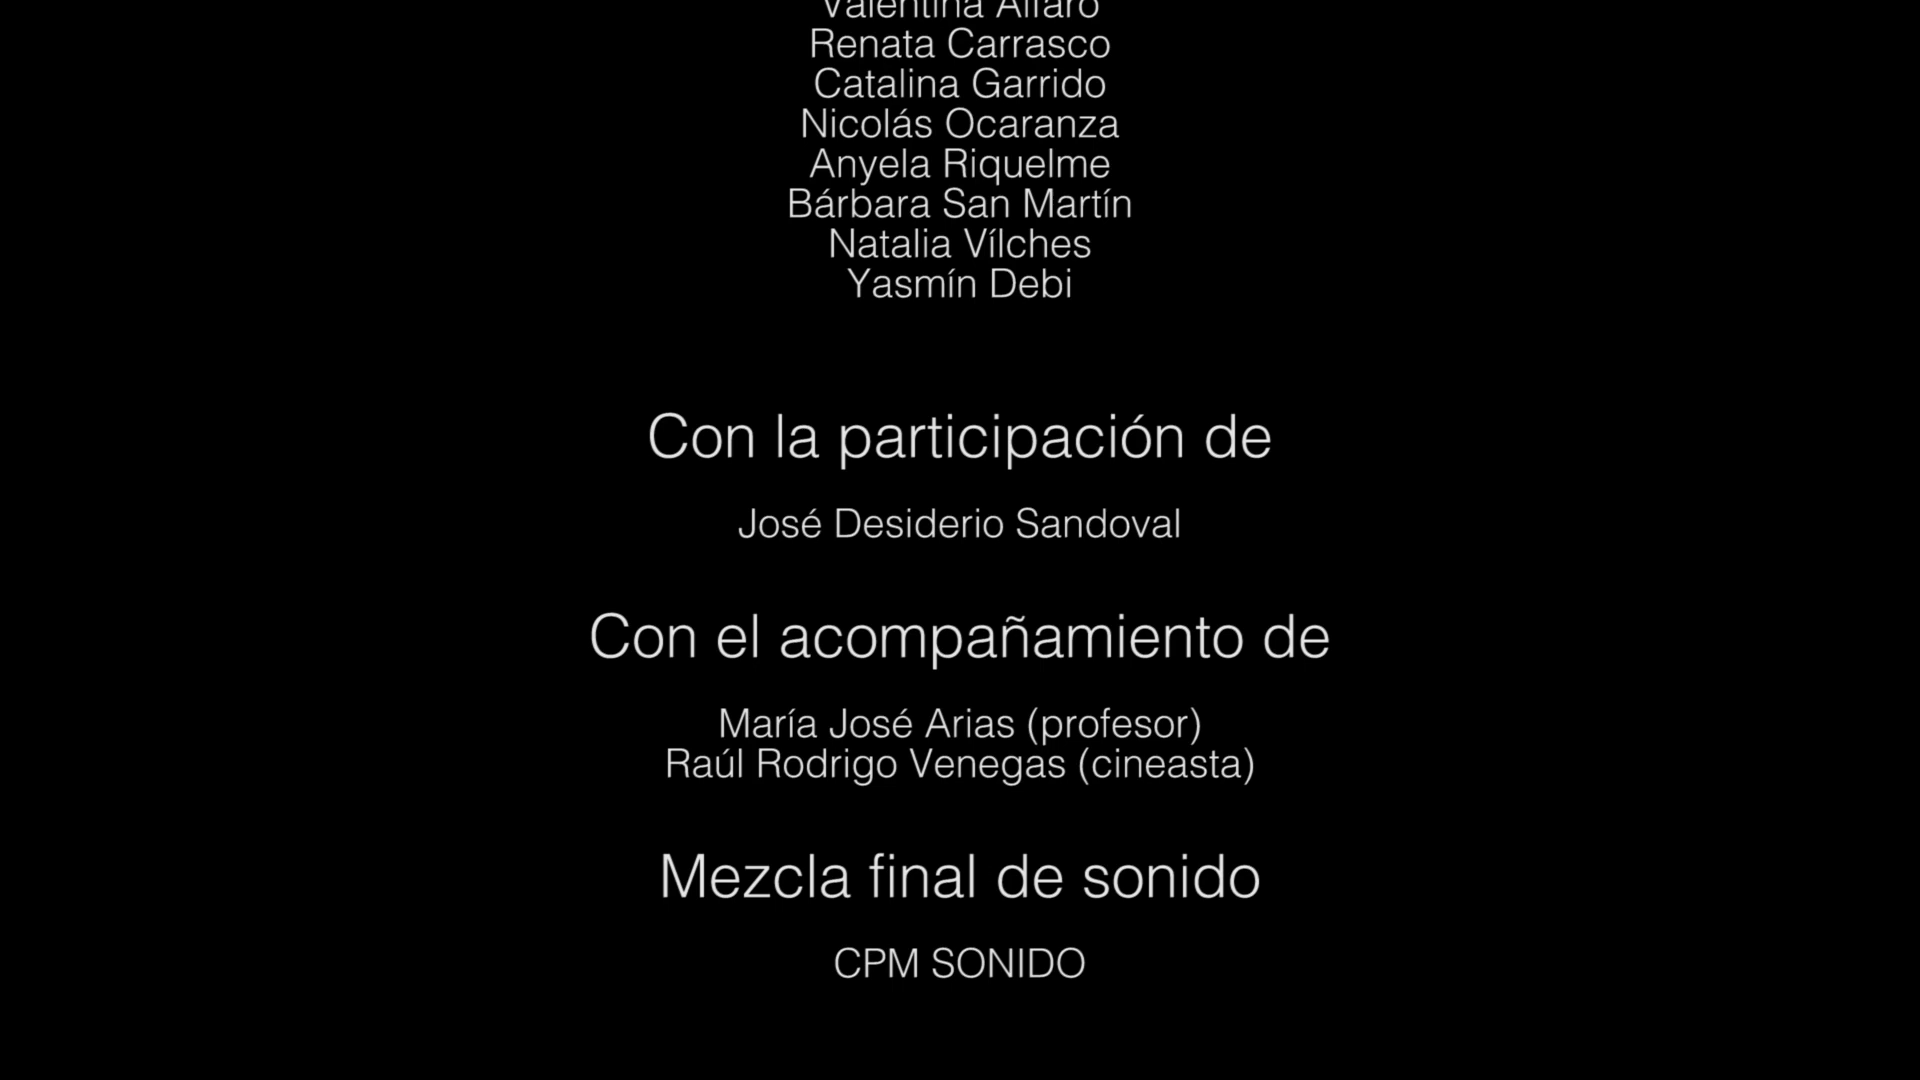 Valentina Alfaro
Renata Carrasco
Catalina Garrido
Nicolás Ocaranza
Anyela Riquelme
Bárbara San Martín
Natalia Vílches
Yasmín Debi
Con la participación de
José Desiderio Sandoval
Con el acompañamiento de
María José Arias (profesor)
Raúl Rodrigo Venegas (cineasta)
Mezcla final de sonido
CPM SONIDO